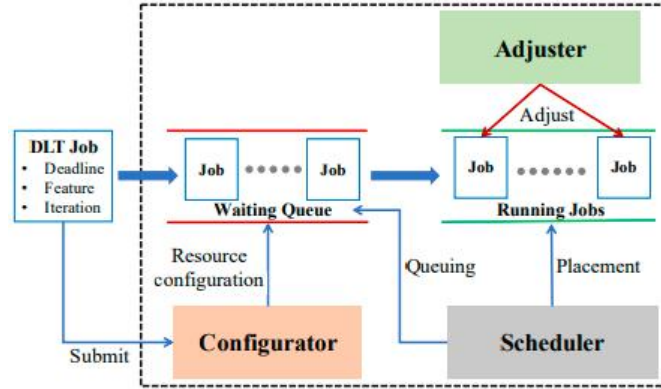 Adjuster
Adjust
DLT Job
• Deadline
• Feature
• Iteration
Job
Job
Waiting Queue
Job
Job
Running Jobs
Resource
configuration
Queuing
Placement
Submit
Configurator
Scheduler